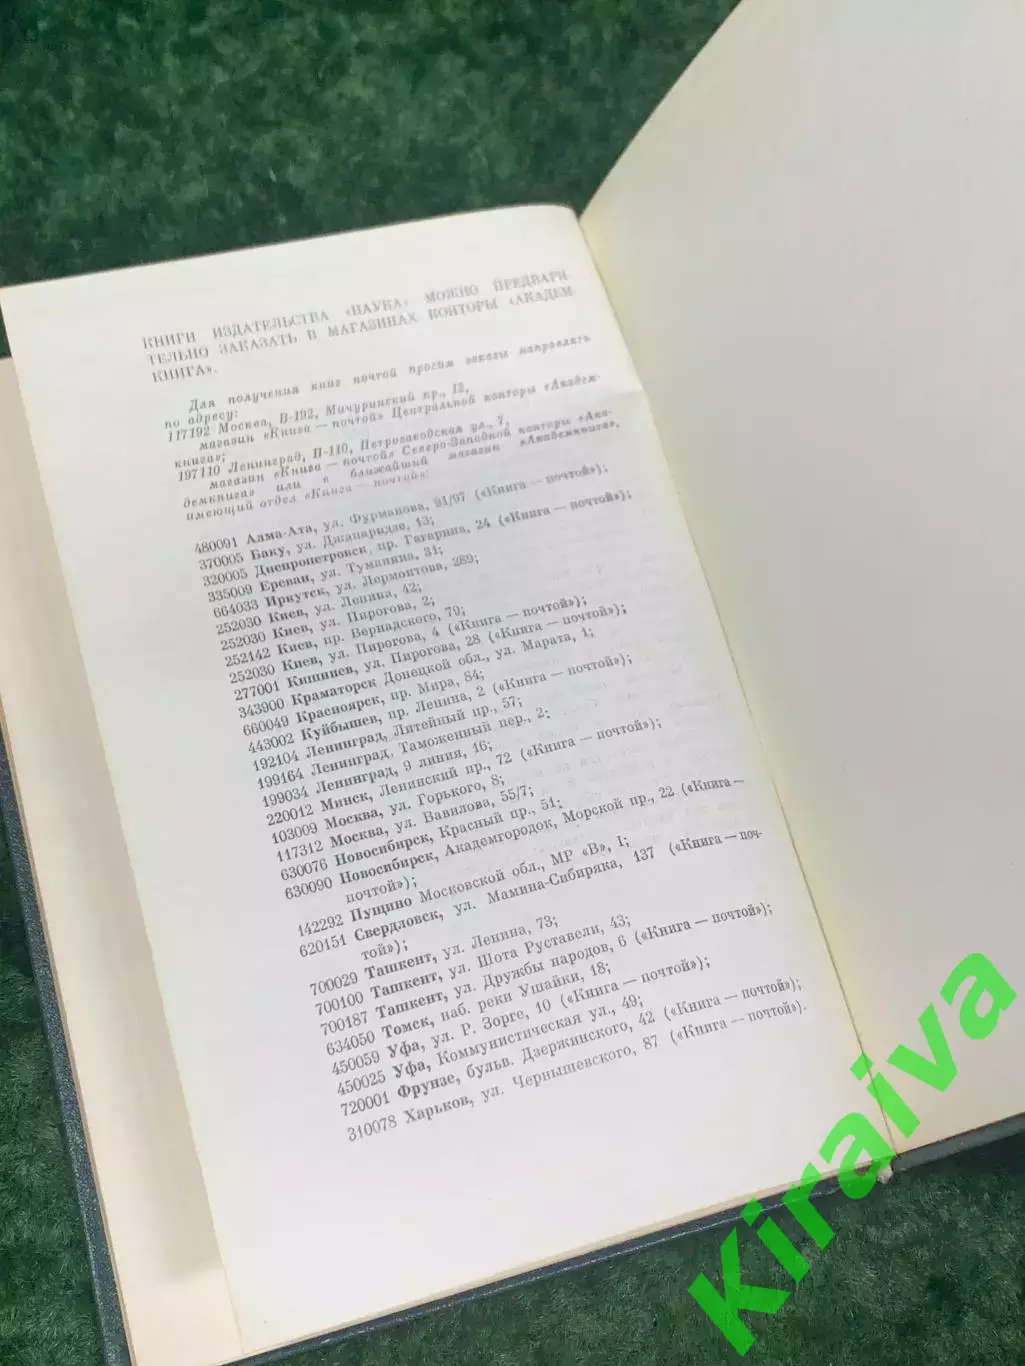 КНИГИ ИЗДАТЕЛЬСТВА «НАУКА» МОЖНО ПРЕДВАРИ-
ТЕЛЬНО ЗАКАЗАТЬ В МАГАЗИНАХ КОНТОРЫ «АКАДЕМ-
КНИГА».
Для получения книг почтой просим заказы направлять
по адресу:
117192 Москва, В-192, Мичуринский пр., 12,
магазин «Книга — почтой» Центральной конторы «Академ-
книга»;
197110 Ленинград, П-110, Петрозаводская ул., 7,
магазин «Книга — почтой» Северо-Западной конторы «Ака-
демкнига» или в ближайший магазин «Академкнига»,
имеющий отдел «Книга — почтой»:
480091 Алма-Ата, ул. Фурманова, 91/97 («Книга — почтой»);
370005 Баку, ул. Джапаридзе, 13;
320005 Днепропетровск, пр. Гагарина, 24 («Книга — почтой»);
335009 Ереван, ул. Туманяна, 31;
664033 Иркутск, ул. Лермонтова, 289;
252030 Киев, ул. Ленина, 42;
252030 Киев, ул. Пирогова, 2;
252142 Киев, пр. Вернадского, 79;
252030 Киев, ул. Пирогова, 4 («Книга — почтой»);
277001 Кишинев, ул. Пирогова, 28 («Книга — почтой»);
343900 Краматорск Донецкой обл., ул. Марата, 1;
660049 Красноярск, пр. Мира, 84;
443002 Куйбышев, пр. Ленина, 2 («Книга — почтой»);
192104 Ленинград, Литейный пр., 57;
199164 Ленинград, Таможенный пер., 2;
199034 Ленинград, 9 линия, 16;
220012 Минск, Ленинский пр., 72 («Книга — почтой»);
103009 Москва, ул. Горького, 8;
117312 Москва, ул. Вавилова, 55/7;
630076 Новосибирск, Красный пр., 51;
630090 Новосибирск, Академгородок, Морской пр., 22 («Книга —
почтой»);
142292 Пущино Московской обл., МР «В», 1;
620151 Свердловск, ул. Мамина-Сибиряка, 137 («Книга — поч-
той»);
700029 Ташкент, ул. Ленина, 73;
700100 Ташкент, ул. Шота Руставели, 43;
700187 Ташкент, ул. Дружбы народов, 6 («Книга — почтой»);
634050 Томск, наб. реки Ушайки, 18;
450059 Уфа, ул. Р. Зорге, 10 («Книга — почтой»);
450025 Уфа, Коммунистическая ул., 49;
720001 Фрунзе, бульв. Дзержинского, 42 («Книга — почтой»);
310078 Харьков, ул. Чернышевского, 87 («Книга — почтой»).
Kiraiva